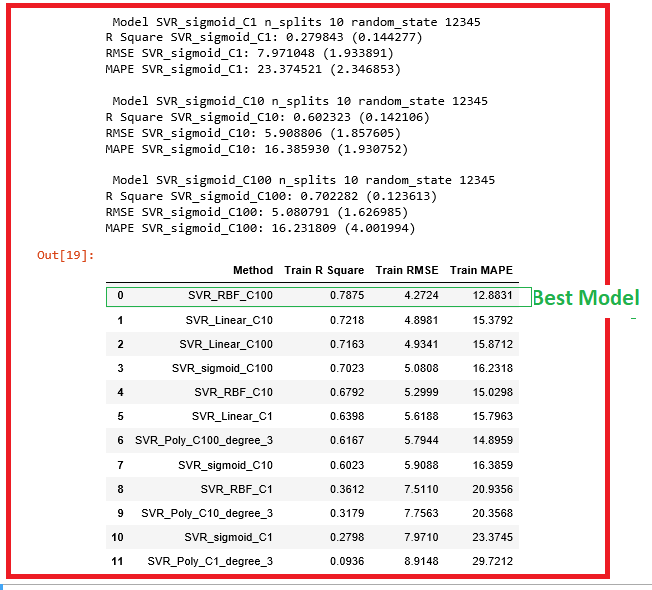 Model SVR_sigmoid_C1 n_splits 10 random_state 12345
R Square SVR_sigmoid_C1: 0.279843 (0.144277)
RMSE SVR_sigmoid_C1: 7.971048 (1.933891)
MAPE SVR_sigmoid_C1: 23.374521 (2.346853)
Model SVR_sigmoid_C10 n_splits 10 random_state 12345
R Square SVR_sigmoid_C10: 0.602323 (0.142106)
RMSE SVR_sigmoid_C10: 5.908806 (1.857605)
MAPE SVR_sigmoid_C10: 16.385930 (1.930752)
Model SVR_sigmoid_C100 n_splits 10 random_state 12345
R Square SVR_sigmoid_C100: 0.702282 (0.123613)
RMSE SVR_sigmoid_C100: 5.080791 (1.626985)
MAPE SVR_sigmoid_C100: 16.231809 (4.001994)
Out[19]:
Method Train R Square Train RMSE Train MAPE
0 SVR_RBF_C100 0.7875 4.2724 12.8831 Best Model
1 SVR_Linear_C10 0.7218 4.8981 15.3792
2 SVR_Linear_C100 0.7163 4.9341 15.8712
3 SVR_sigmoid_C100 0.7023 5.0808 16.2318
4 SVR_RBF_C10 0.6792 5.2999 15.0298
5 SVR_Linear_C1 0.6398 5.6188 15.7963
6 SVR_Poly_C100_degree_3 0.6167 5.7944 14.8959
7 SVR_sigmoid_C10 0.6023 5.9088 16.3859
8 SVR_RBF_C1 0.3612 7.5110 20.9356
9 SVR_Poly_C10_degree_3 0.3179 7.7563 20.3568
10 SVR_sigmoid_C1 0.2798 7.9710 23.3745
11 SVR_Poly_C1_degree_3 0.0936 8.9148 29.7212